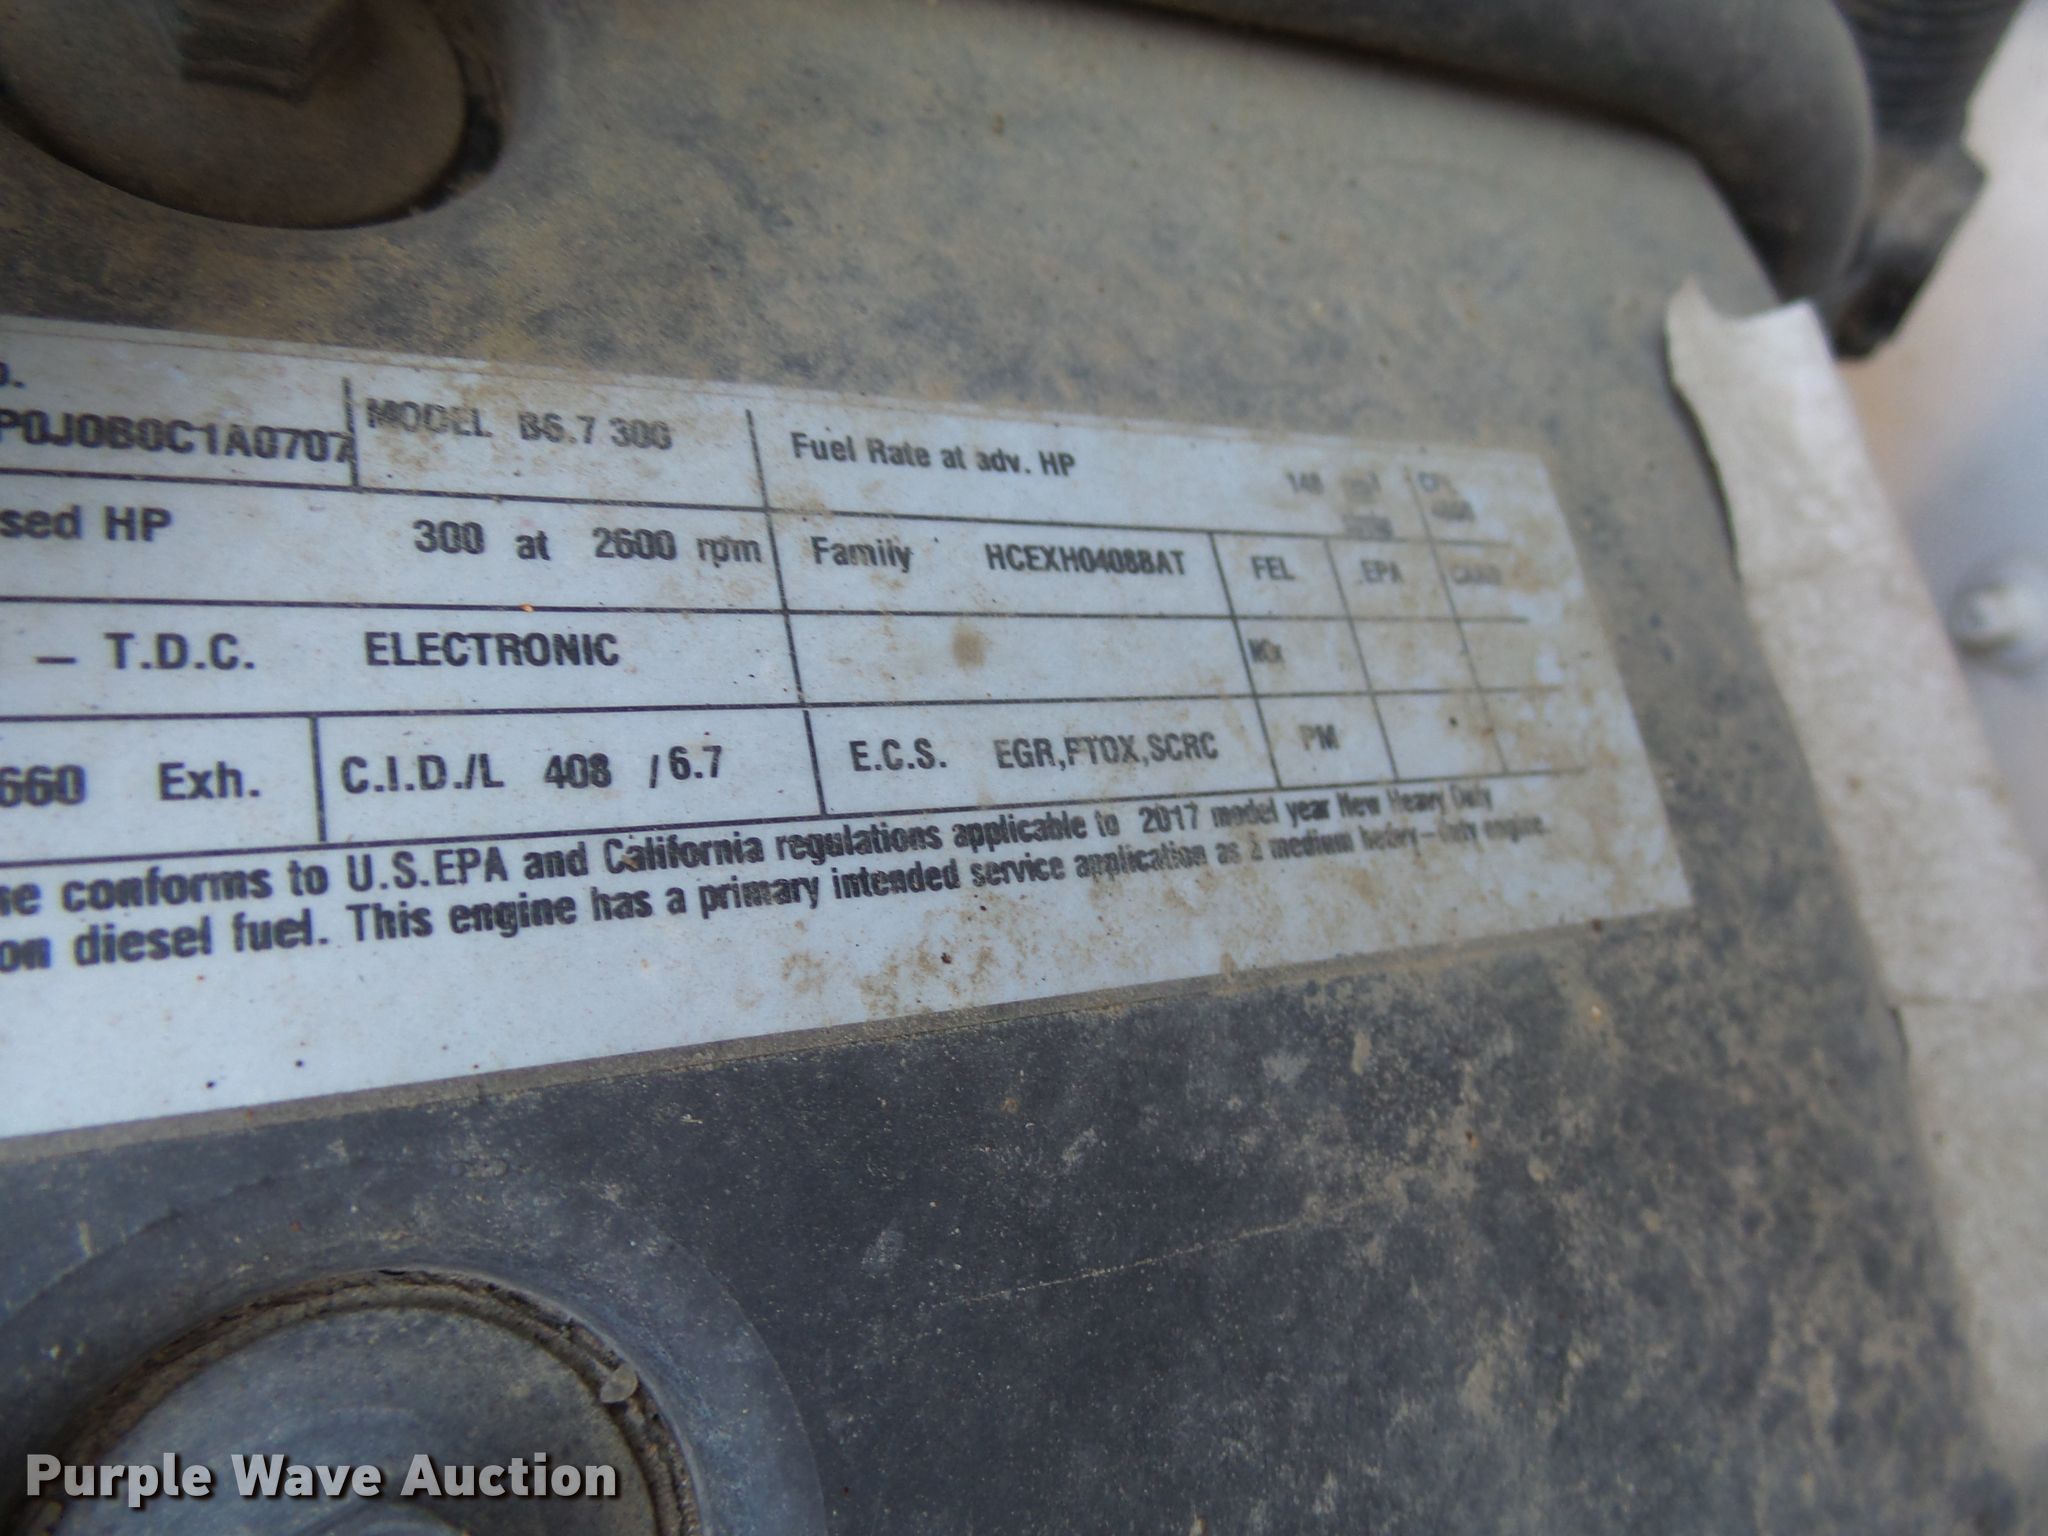 P0J0B0C1A0707 MODEL B6.7 300 Fuel Rate at adv. HP
HP 300 at 2600 rpm Family HCEXH0408BAT FEL EPA
– T.D.C. ELECTRONIC NOx
660 Exh. C.I.D./L 408 / 6.7 E.C.S. EGR,PTOX,SCRC PM
conforms to U.S.EPA and California regulations applicable to 2017 model year New Heavy Duty
on diesel fuel. This engine has a primary intended service application as a medium heavy–duty engine.
Purple Wave Auction